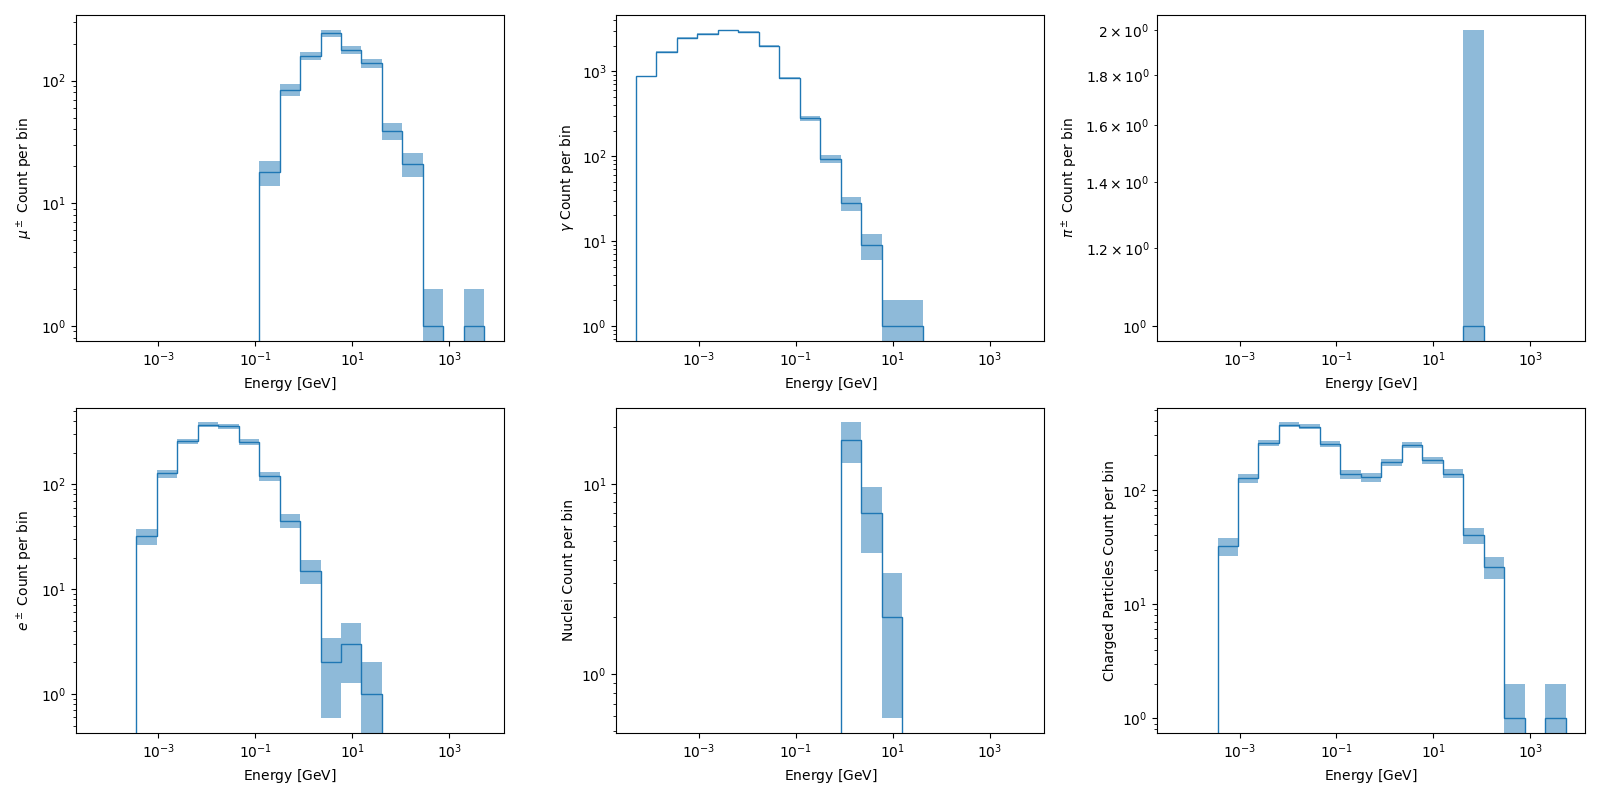 μ± Count per bin
10²
10¹
10⁰
10⁻³ 10⁻¹ 10¹ 10³
Energy [GeV]
γ Count per bin
10³
10²
10¹
10⁰
10⁻³ 10⁻¹ 10¹ 10³
Energy [GeV]
π± Count per bin
2 × 10⁰
1.8 × 10⁰
1.6 × 10⁰
1.4 × 10⁰
1.2 × 10⁰
10⁰
10⁻³ 10⁻¹ 10¹ 10³
Energy [GeV]
e± Count per bin
10²
10¹
10⁰
10⁻³ 10⁻¹ 10¹ 10³
Energy [GeV]
Nuclei Count per bin
10¹
10⁰
10⁻³ 10⁻¹ 10¹ 10³
Energy [GeV]
Charged Particles Count per bin
10²
10¹
10⁰
10⁻³ 10⁻¹ 10¹ 10³
Energy [GeV]